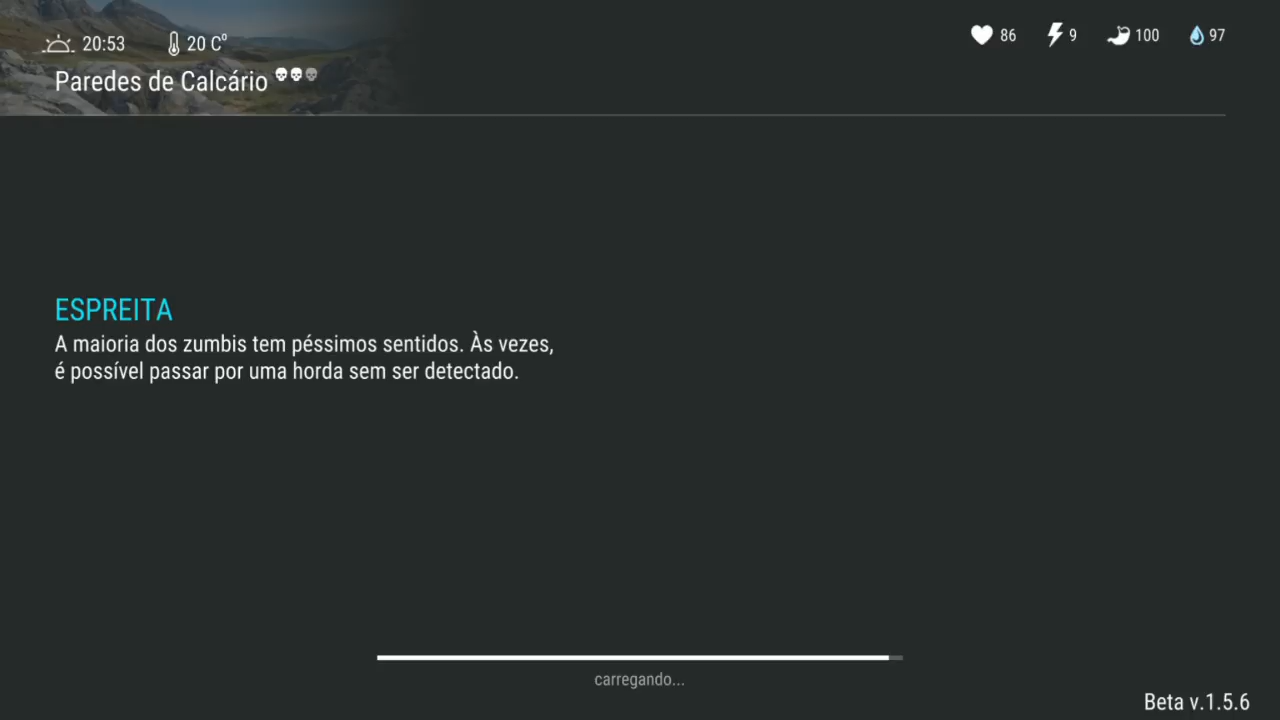 20:53
20 Cº
86
9
100
97
Paredes de Calcário
ESPREITA
A maioria dos zumbis tem péssimos sentidos. Às vezes,
é possível passar por uma horda sem ser detectado.
carregando...
Beta v.1.5.6